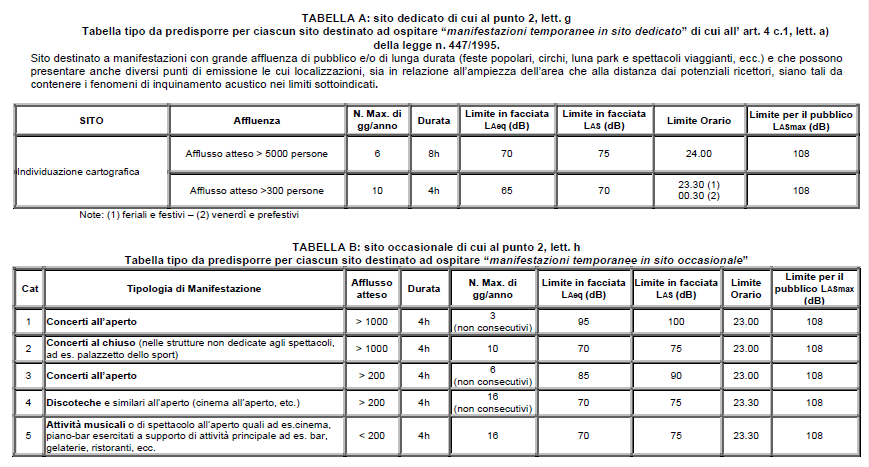 TABELLA A: sito dedicato di cui al punto 2, lett. g
Tabella tipo da predisporre per ciascun sito destinato ad ospitare “manifestazioni temporanee in sito dedicato” di cui all’ art. 4 c.1, lett. a)
della legge n. 447/1995.
Sito destinato a manifestazioni con grande affluenza di pubblico e/o di lunga durata (feste popolari, circhi, luna park e spettacoli viaggianti, ecc.) e che possono
presentare anche diversi punti di emissione le cui localizzazioni, sia in relazione all’ampiezza dell’area che alla distanza dai potenziali ricettori, siano tali da
contenere i fenomeni di inquinamento acustico nei limiti sottoindicati.
SITO Affluenza N. Max. di gg/anno Durata Limite in facciata LAeq (dB) Limite in facciata LAS (dB) Limite Orario Limite per il pubblico LASmax (dB)
Individuazione cartografica
Afflusso atteso > 5000 persone 6 8h 70 75 24.00 108
Afflusso atteso >300 persone 10 4h 65 70 23.30 (1) 00.30 (2) 108
Note: (1) feriali e festivi – (2) venerdì e prefestivi
TABELLA B: sito occasionale di cui al punto 2, lett. h
Tabella tipo da predisporre per ciascun sito destinato ad ospitare “manifestazioni temporanee in sito occasionale”
Cat Tipologia di Manifestazione Afflusso atteso Durata N. Max. di gg/anno Limite in facciata LAeq (dB) Limite in facciata LAS (dB) Limite Orario Limite per il pubblico LASmax (dB)
1 Concerti all’aperto > 1000 4h 3 (non consecutivi) 95 100 23.00 108
2 Concerti al chiuso (nelle strutture non dedicate agli spettacoli, ad es. palazzetto dello sport) > 1000 4h 10 70 75 23.00 108
3 Concerti all’aperto > 200 4h 6 (non consecutivi) 85 90 23.00 108
4 Discoteche e similari all’aperto (cinema all’aperto, etc.) > 200 4h 16 (non consecutivi) 70 75 23.30 108
5 Attività musicali o di spettacolo all’aperto quali ad es.cinema, piano-bar esercitati a supporto di attività principale ad es. bar, gelaterie, ristoranti, ecc. < 200 4h 16 70 75 23.30 108